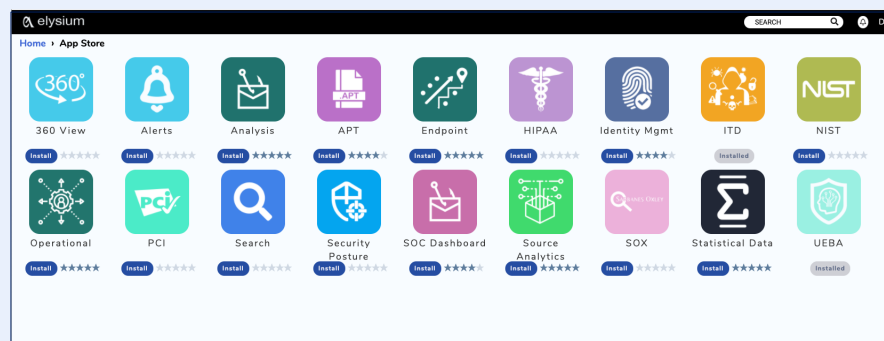 elysium
SEARCH
D
Home › App Store
360°
.APT
NIST
360 View
Alerts
Analysis
APT
Endpoint
HIPAA
Identity Mgmt
ITD
NIST
Install
Install
Install
Install
Install
Install
Install
Installed
Install
PCI
Σ
Operational
PCI
Search
Security
Posture
SOC Dashboard
Source
Analytics
SOX
Statistical Data
UEBA
Install
Install
Install
Install
Install
Install
Install
Install
Installed